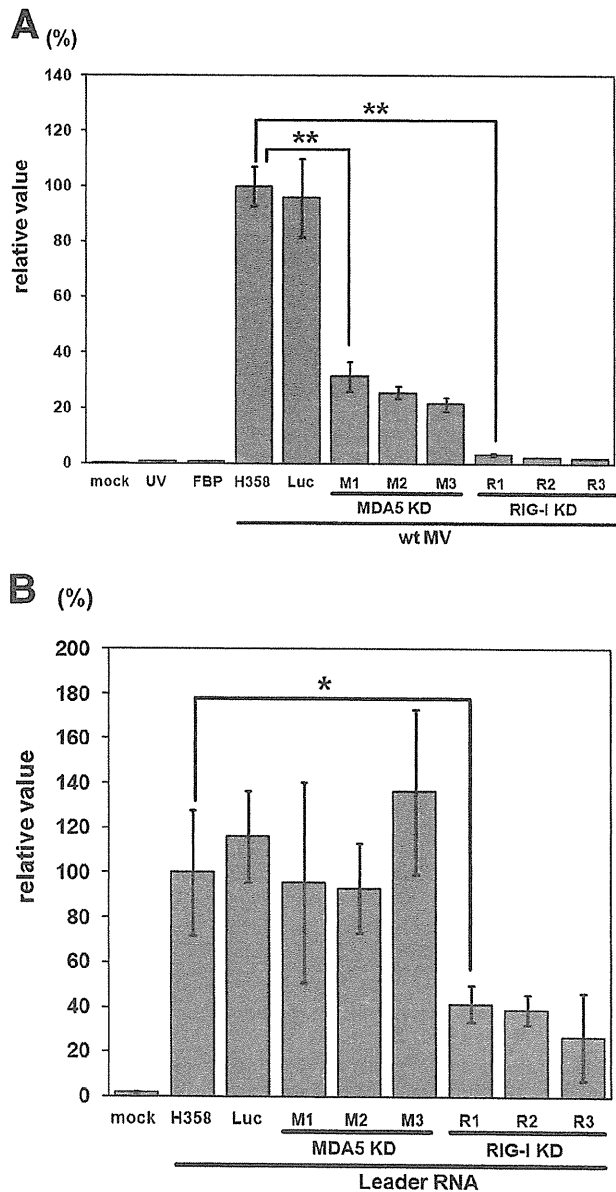 A (%)
140
120
100
80
60
40
20
0
relative value
**
**
mock UV FBP H358 Luc M1 M2 M3 R1 R2 R3
MDA5 KD RIG-I KD
wt MV
B (%)
200
180
160
140
120
100
80
60
40
20
0
relative value
*
mock H358 Luc M1 M2 M3 R1 R2 R3
MDA5 KD RIG-I KD
Leader RNA